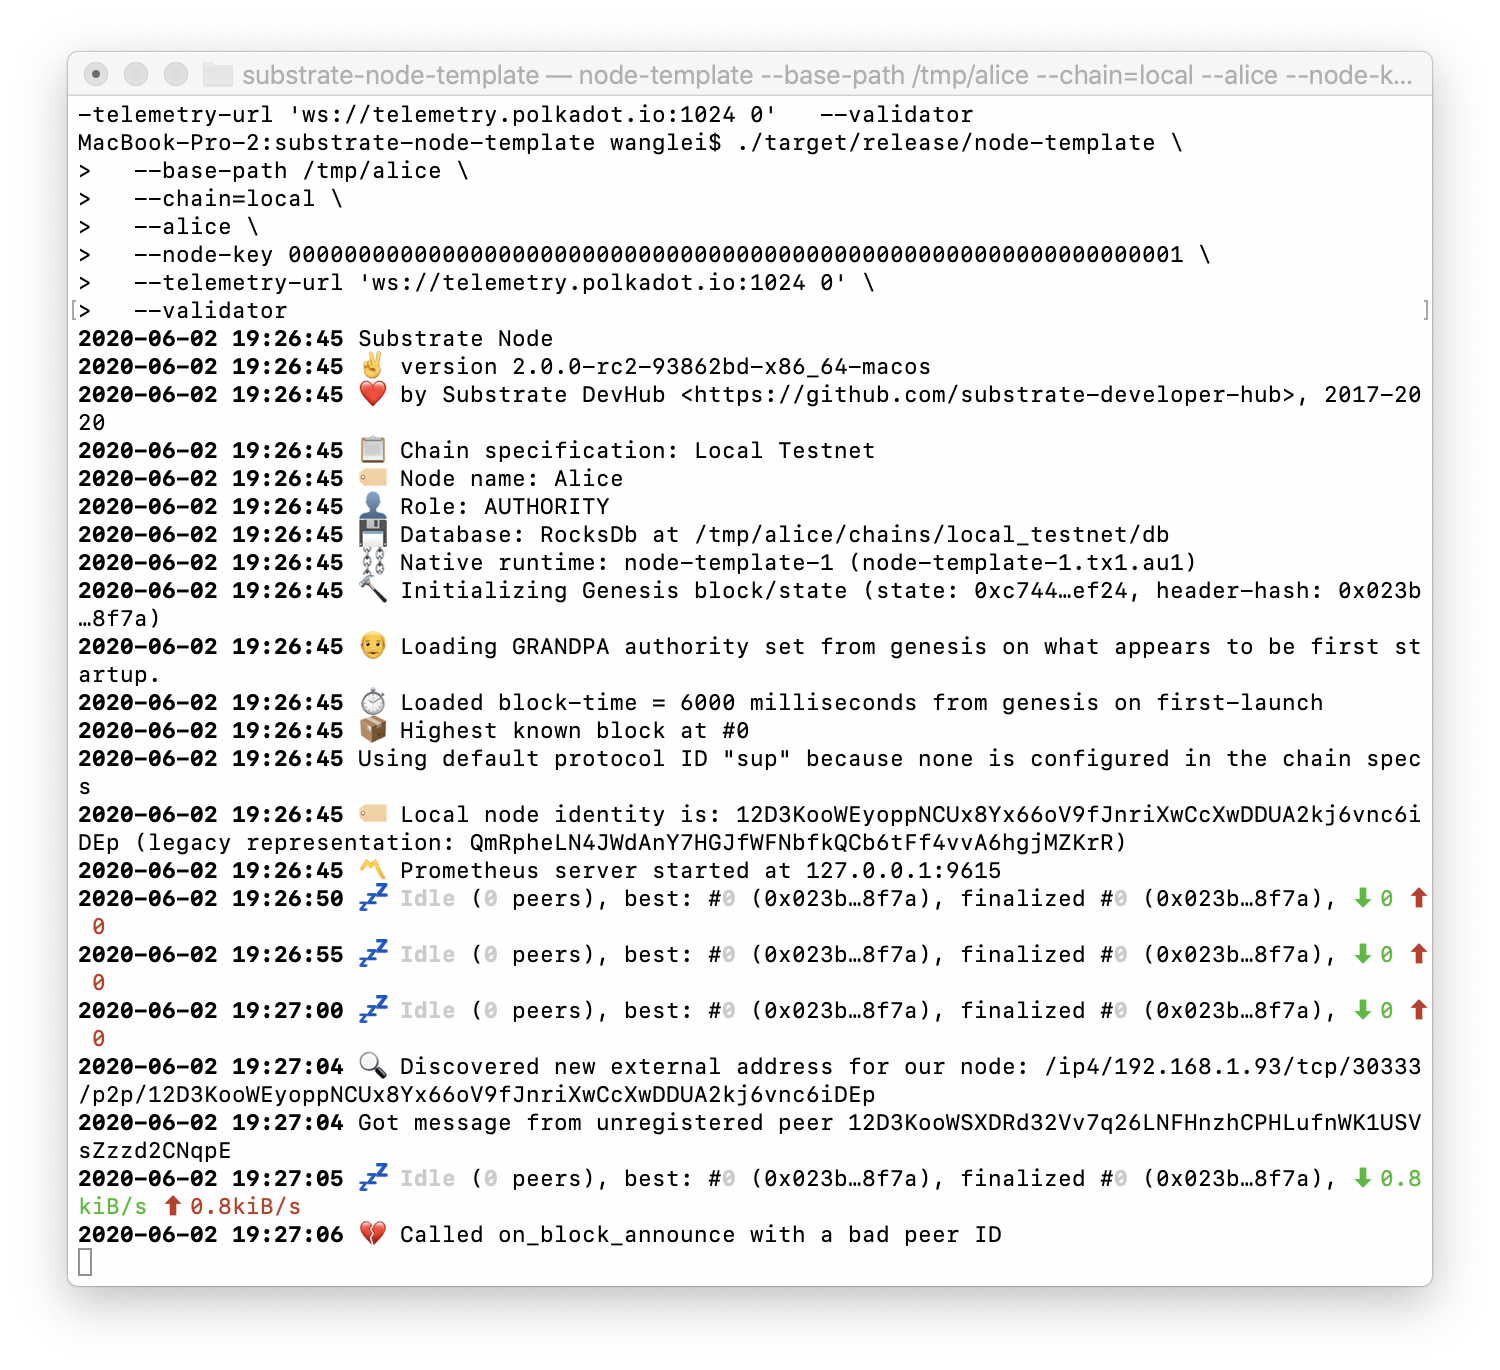 substrate-node-template — node-template --base-path /tmp/alice --chain=local --alice --node-k...
-telemetry-url 'ws://telemetry.polkadot.io:1024 0'   --validator
MacBook-Pro-2:substrate-node-template wanglei$ ./target/release/node-template \
>   --base-path /tmp/alice \
>   --chain=local \
>   --alice \
>   --node-key 0000000000000000000000000000000000000000000000000000000000000001 \
>   --telemetry-url 'ws://telemetry.polkadot.io:1024 0' \
[>   --validator ]
2020-06-02 19:26:45 Substrate Node
2020-06-02 19:26:45 ✌️ version 2.0.0-rc2-93862bd-x86_64-macos
2020-06-02 19:26:45 ❤️ by Substrate DevHub <https://github.com/substrate-developer-hub>, 2017-20
20
2020-06-02 19:26:45 📋 Chain specification: Local Testnet
2020-06-02 19:26:45 🏷 Node name: Alice
2020-06-02 19:26:45 👤 Role: AUTHORITY
2020-06-02 19:26:45 💾 Database: RocksDb at /tmp/alice/chains/local_testnet/db
2020-06-02 19:26:45 ⛓ Native runtime: node-template-1 (node-template-1.tx1.au1)
2020-06-02 19:26:45 🔨 Initializing Genesis block/state (state: 0xc744…ef24, header-hash: 0x023b
…8f7a)
2020-06-02 19:26:45 👴 Loading GRANDPA authority set from genesis on what appears to be first st
artup.
2020-06-02 19:26:45 ⏱ Loaded block-time = 6000 milliseconds from genesis on first-launch
2020-06-02 19:26:45 📦 Highest known block at #0
2020-06-02 19:26:45 Using default protocol ID "sup" because none is configured in the chain spec
s
2020-06-02 19:26:45 🏷 Local node identity is: 12D3KooWEyoppNCUx8Yx66oV9fJnriXwCcXwDDUA2kj6vnc6i
DEp (legacy representation: QmRpheLN4JWdAnY7HGJfWFNbfkQCb6tFf4vvA6hgjMZKrR)
2020-06-02 19:26:45 〽️ Prometheus server started at 127.0.0.1:9615
2020-06-02 19:26:50 💤 Idle (0 peers), best: #0 (0x023b…8f7a), finalized #0 (0x023b…8f7a), ⬇ 0 ⬆
0
2020-06-02 19:26:55 💤 Idle (0 peers), best: #0 (0x023b…8f7a), finalized #0 (0x023b…8f7a), ⬇ 0 ⬆
0
2020-06-02 19:27:00 💤 Idle (0 peers), best: #0 (0x023b…8f7a), finalized #0 (0x023b…8f7a), ⬇ 0 ⬆
0
2020-06-02 19:27:04 🔍 Discovered new external address for our node: /ip4/192.168.1.93/tcp/30333
/p2p/12D3KooWEyoppNCUx8Yx66oV9fJnriXwCcXwDDUA2kj6vnc6iDEp
2020-06-02 19:27:04 Got message from unregistered peer 12D3KooWSXDRd32Vv7q26LNFHnzhCPHLufnWK1USV
sZzzd2CNqpE
2020-06-02 19:27:05 💤 Idle (0 peers), best: #0 (0x023b…8f7a), finalized #0 (0x023b…8f7a), ⬇ 0.8
kiB/s ⬆ 0.8kiB/s
2020-06-02 19:27:06 💔 Called on_block_announce with a bad peer ID